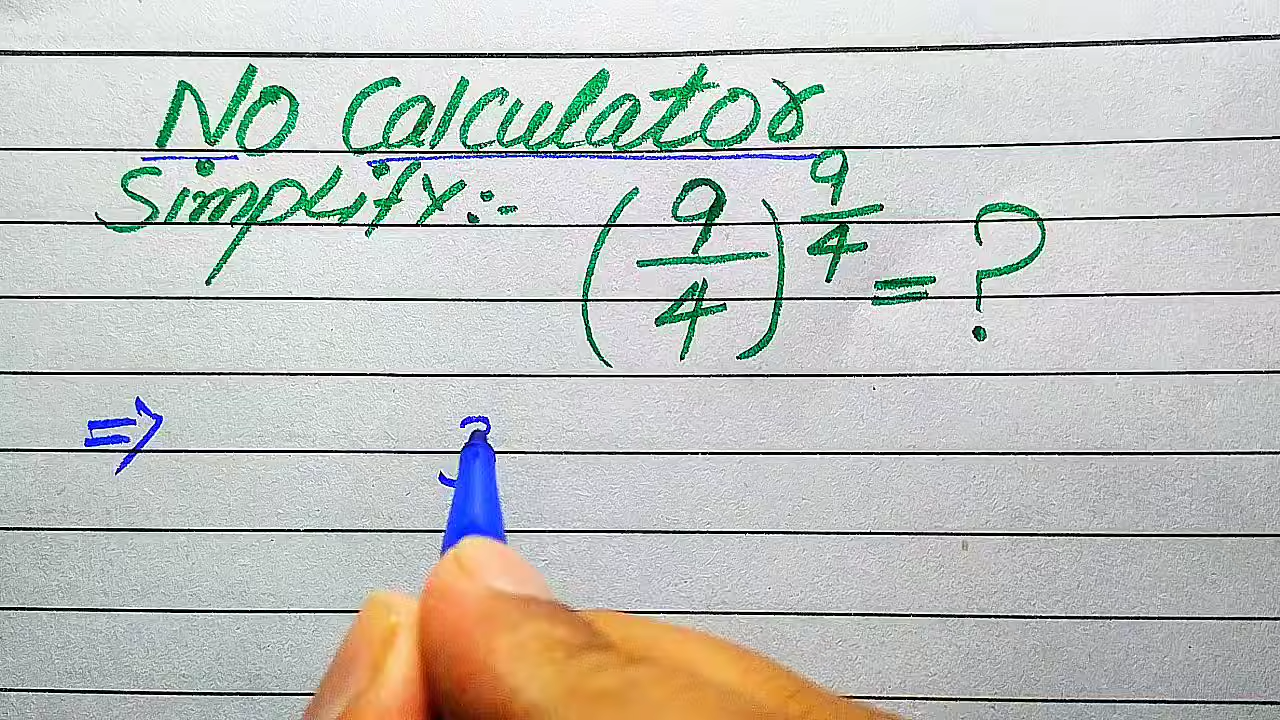 No Calculator
Simplify:- (9/4)^(9/4) = ?
⇒